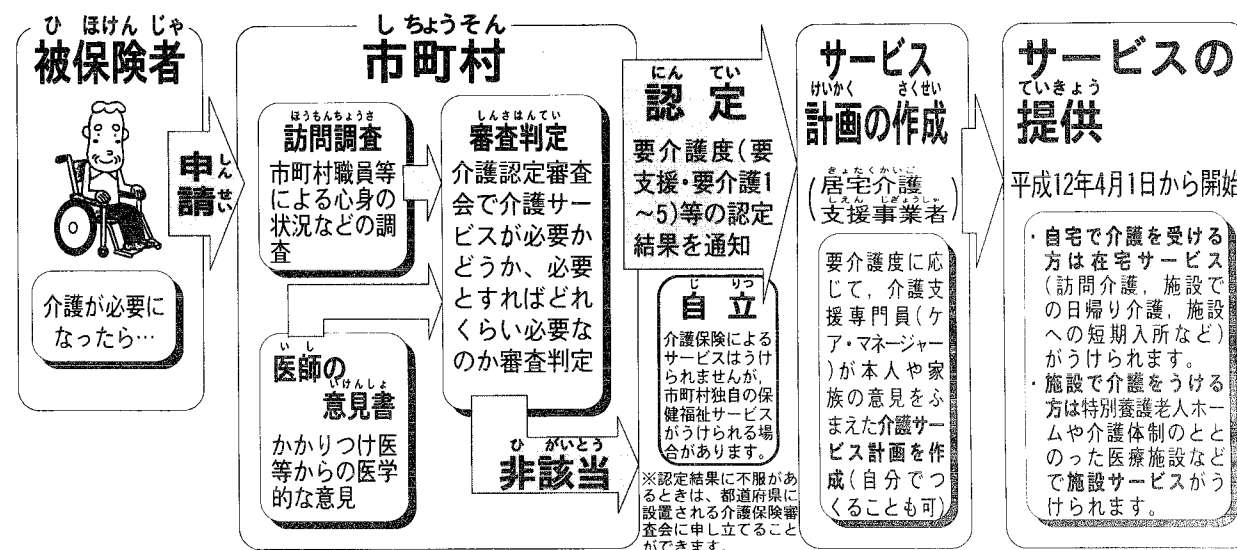 ひほけんじゃ
被保険者
申請
しんせい
介護が必要に
なったら…
しちょうそん
市町村
ほうもんちょうさ
訪問調査
市町村職員等
による心身の
状況などの調
査
いし
医師の
いけんしょ
意見書
かかりつけ医
等からの医学
的な意見
しんさはんてい
審査判定
介護認定審査
会で介護サー
ビスが必要か
どうか、必要
とすればどれ
くらい必要な
のか審査判定
ひがいとう
非該当
にんてい
認定
要介護度(要
支援・要介護1
~5)等の認定
結果を通知
じりつ
自立
介護保険による
サービスはうけ
られませんが,
市町村独自の保
健福祉サービス
がうけられる場
合があります。
※認定結果に不服があ
るときは、都道府県に
設置される介護保険審
査会に申し立てること
ができます。
サービス
けいかく さくせい
計画の作成
きょたくかいご
(居宅介護
しえん じぎょうしゃ
支援事業者)
要介護度に応
じて,介護支
援専門員(ケ
ア・マネージャー
)が本人や家
族の意見をふ
まえた介護サー
ビス計画を作
成(自分でつ
くることも可)
サービスの
ていきょう
提供
平成12年4月1日から開始
・自宅で介護を受ける
方は在宅サービス
(訪問介護,施設で
の日帰り介護,施設
への短期入所など)
がうけられます。
・施設で介護をうける
方は特別養護老人ホー
ムや介護体制のとと
のった医療施設など
で施設サービスがう
けられます。